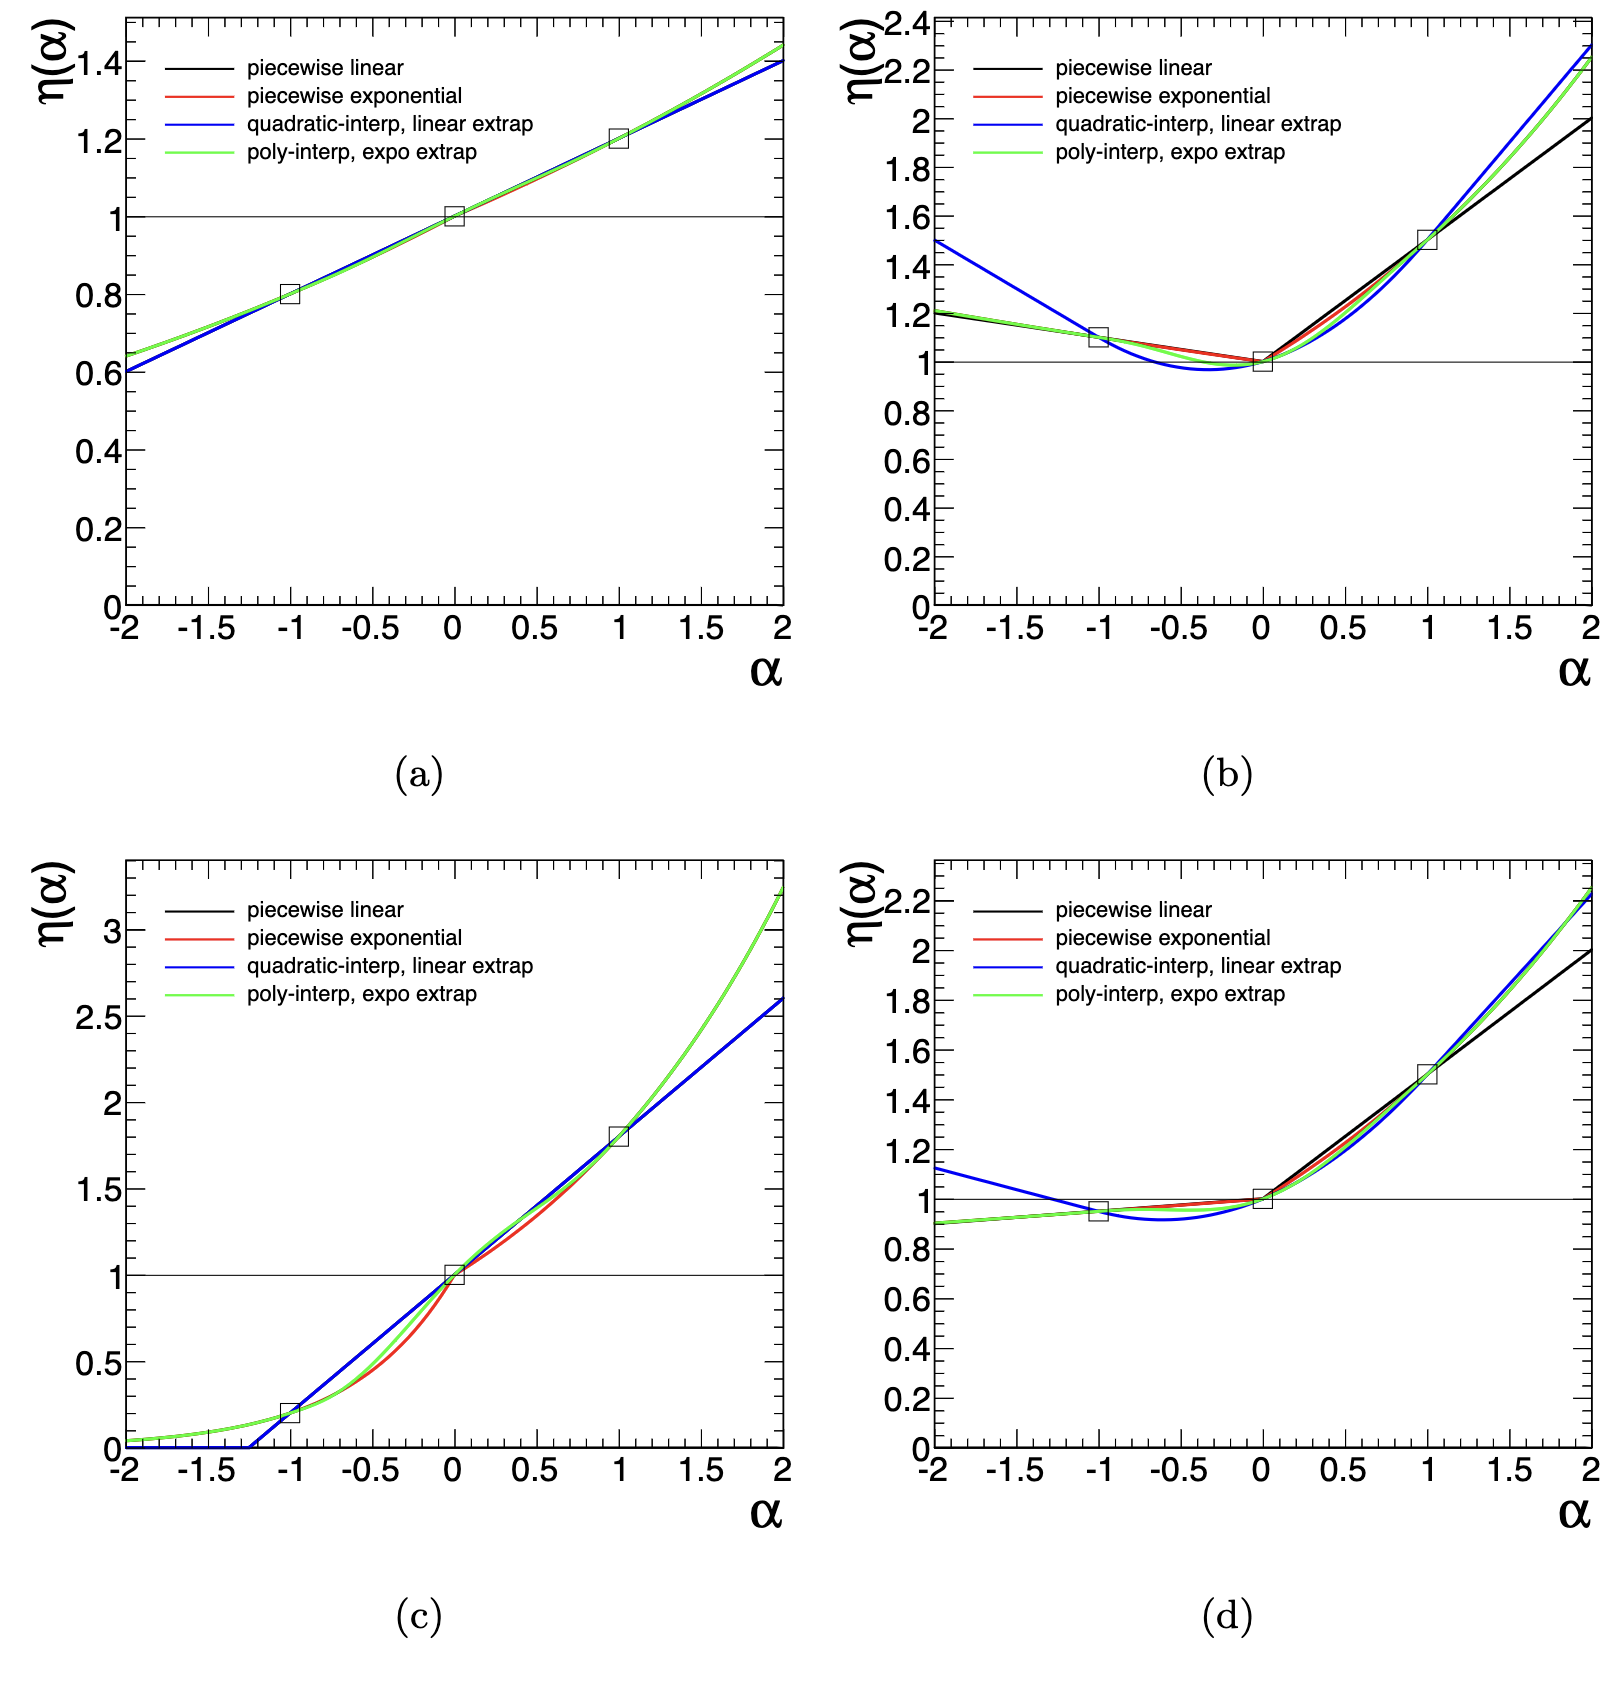 η(α)
1.4
1.2
1
0.8
0.6
0.4
0.2
0
piecewise linear
piecewise exponential
quadratic-interp, linear extrap
poly-interp, expo extrap
-2 -1.5 -1 -0.5 0 0.5 1 1.5 2
α
(a)
η(α)
2.4
2.2
2
1.8
1.6
1.4
1.2
1
0.8
0.6
0.4
0.2
0
piecewise linear
piecewise exponential
quadratic-interp, linear extrap
poly-interp, expo extrap
-2 -1.5 -1 -0.5 0 0.5 1 1.5 2
α
(b)
η(α)
3
2.5
2
1.5
1
0.5
0
piecewise linear
piecewise exponential
quadratic-interp, linear extrap
poly-interp, expo extrap
-2 -1.5 -1 -0.5 0 0.5 1 1.5 2
α
(c)
η(α)
2.2
2
1.8
1.6
1.4
1.2
1
0.8
0.6
0.4
0.2
0
piecewise linear
piecewise exponential
quadratic-interp, linear extrap
poly-interp, expo extrap
-2 -1.5 -1 -0.5 0 0.5 1 1.5 2
α
(d)